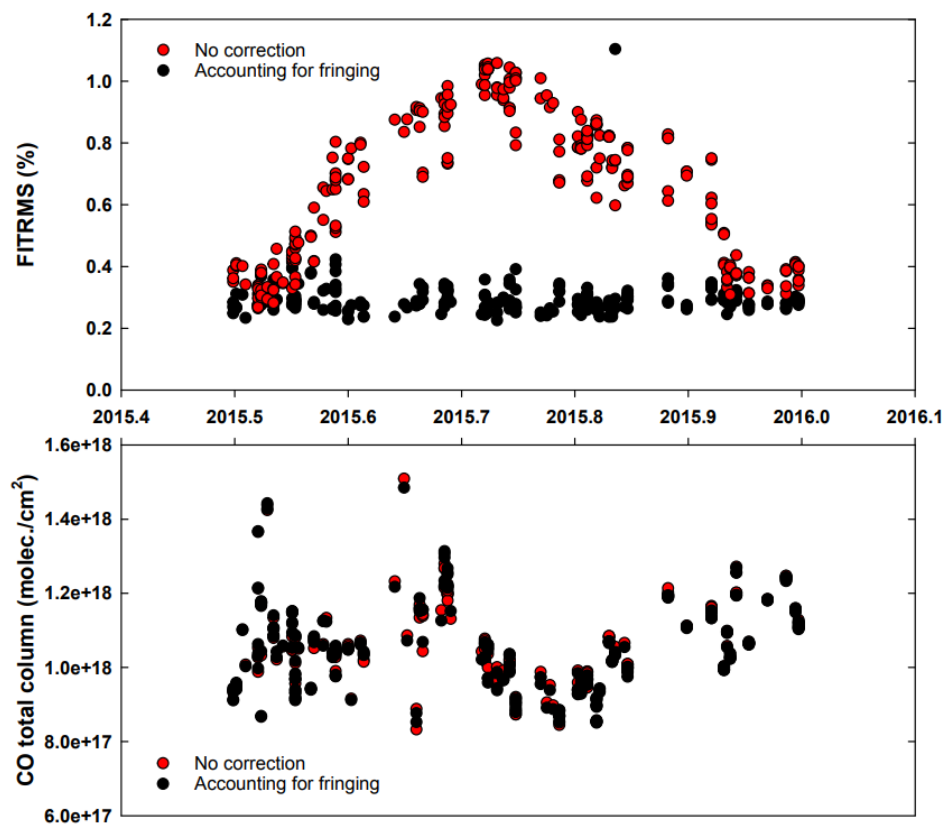 1.2
1.0
0.8
0.6
0.4
0.2
0.0
FITRMS (%)
No correction
Accounting for fringing
2015.4 2015.5 2015.6 2015.7 2015.8 2015.9 2016.0 2016.1
1.6e+18
1.4e+18
1.2e+18
1.0e+18
8.0e+17
6.0e+17
CO total column (molec./cm²)
No correction
Accounting for fringing